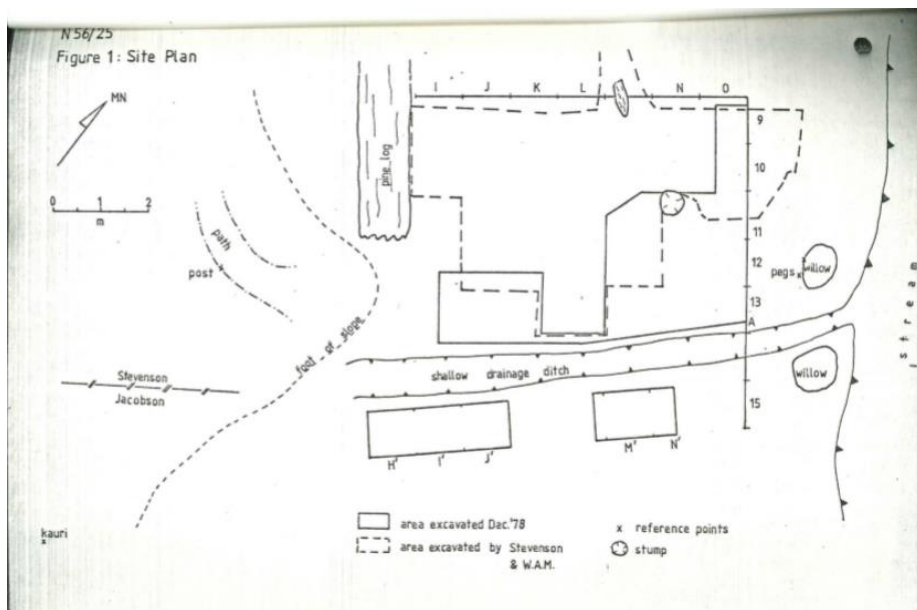 N56/25
Figure 1: Site Plan
MN
0 1 2
m
I J K L N O
9
10
11
12
13
A
15
pine log
path
post
foot of slope
pegs
willow
stream
Stevenson
Jacobson
shallow drainage ditch
willow
H' I' J'
M' N'
kauri
area excavated Dec.'78
area excavated by Stevenson
& W.A.M.
x reference points
stump